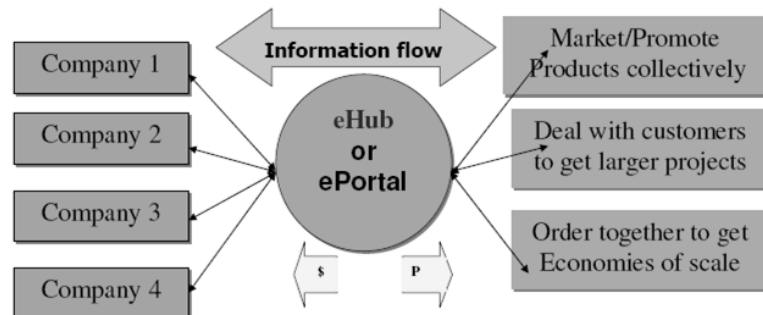 Information flow
Company 1
Company 2
Company 3
Company 4
eHub
or
ePortal
$
P
Market/Promote
Products collectively
Deal with customers
to get larger projects
Order together to get
Economies of scale